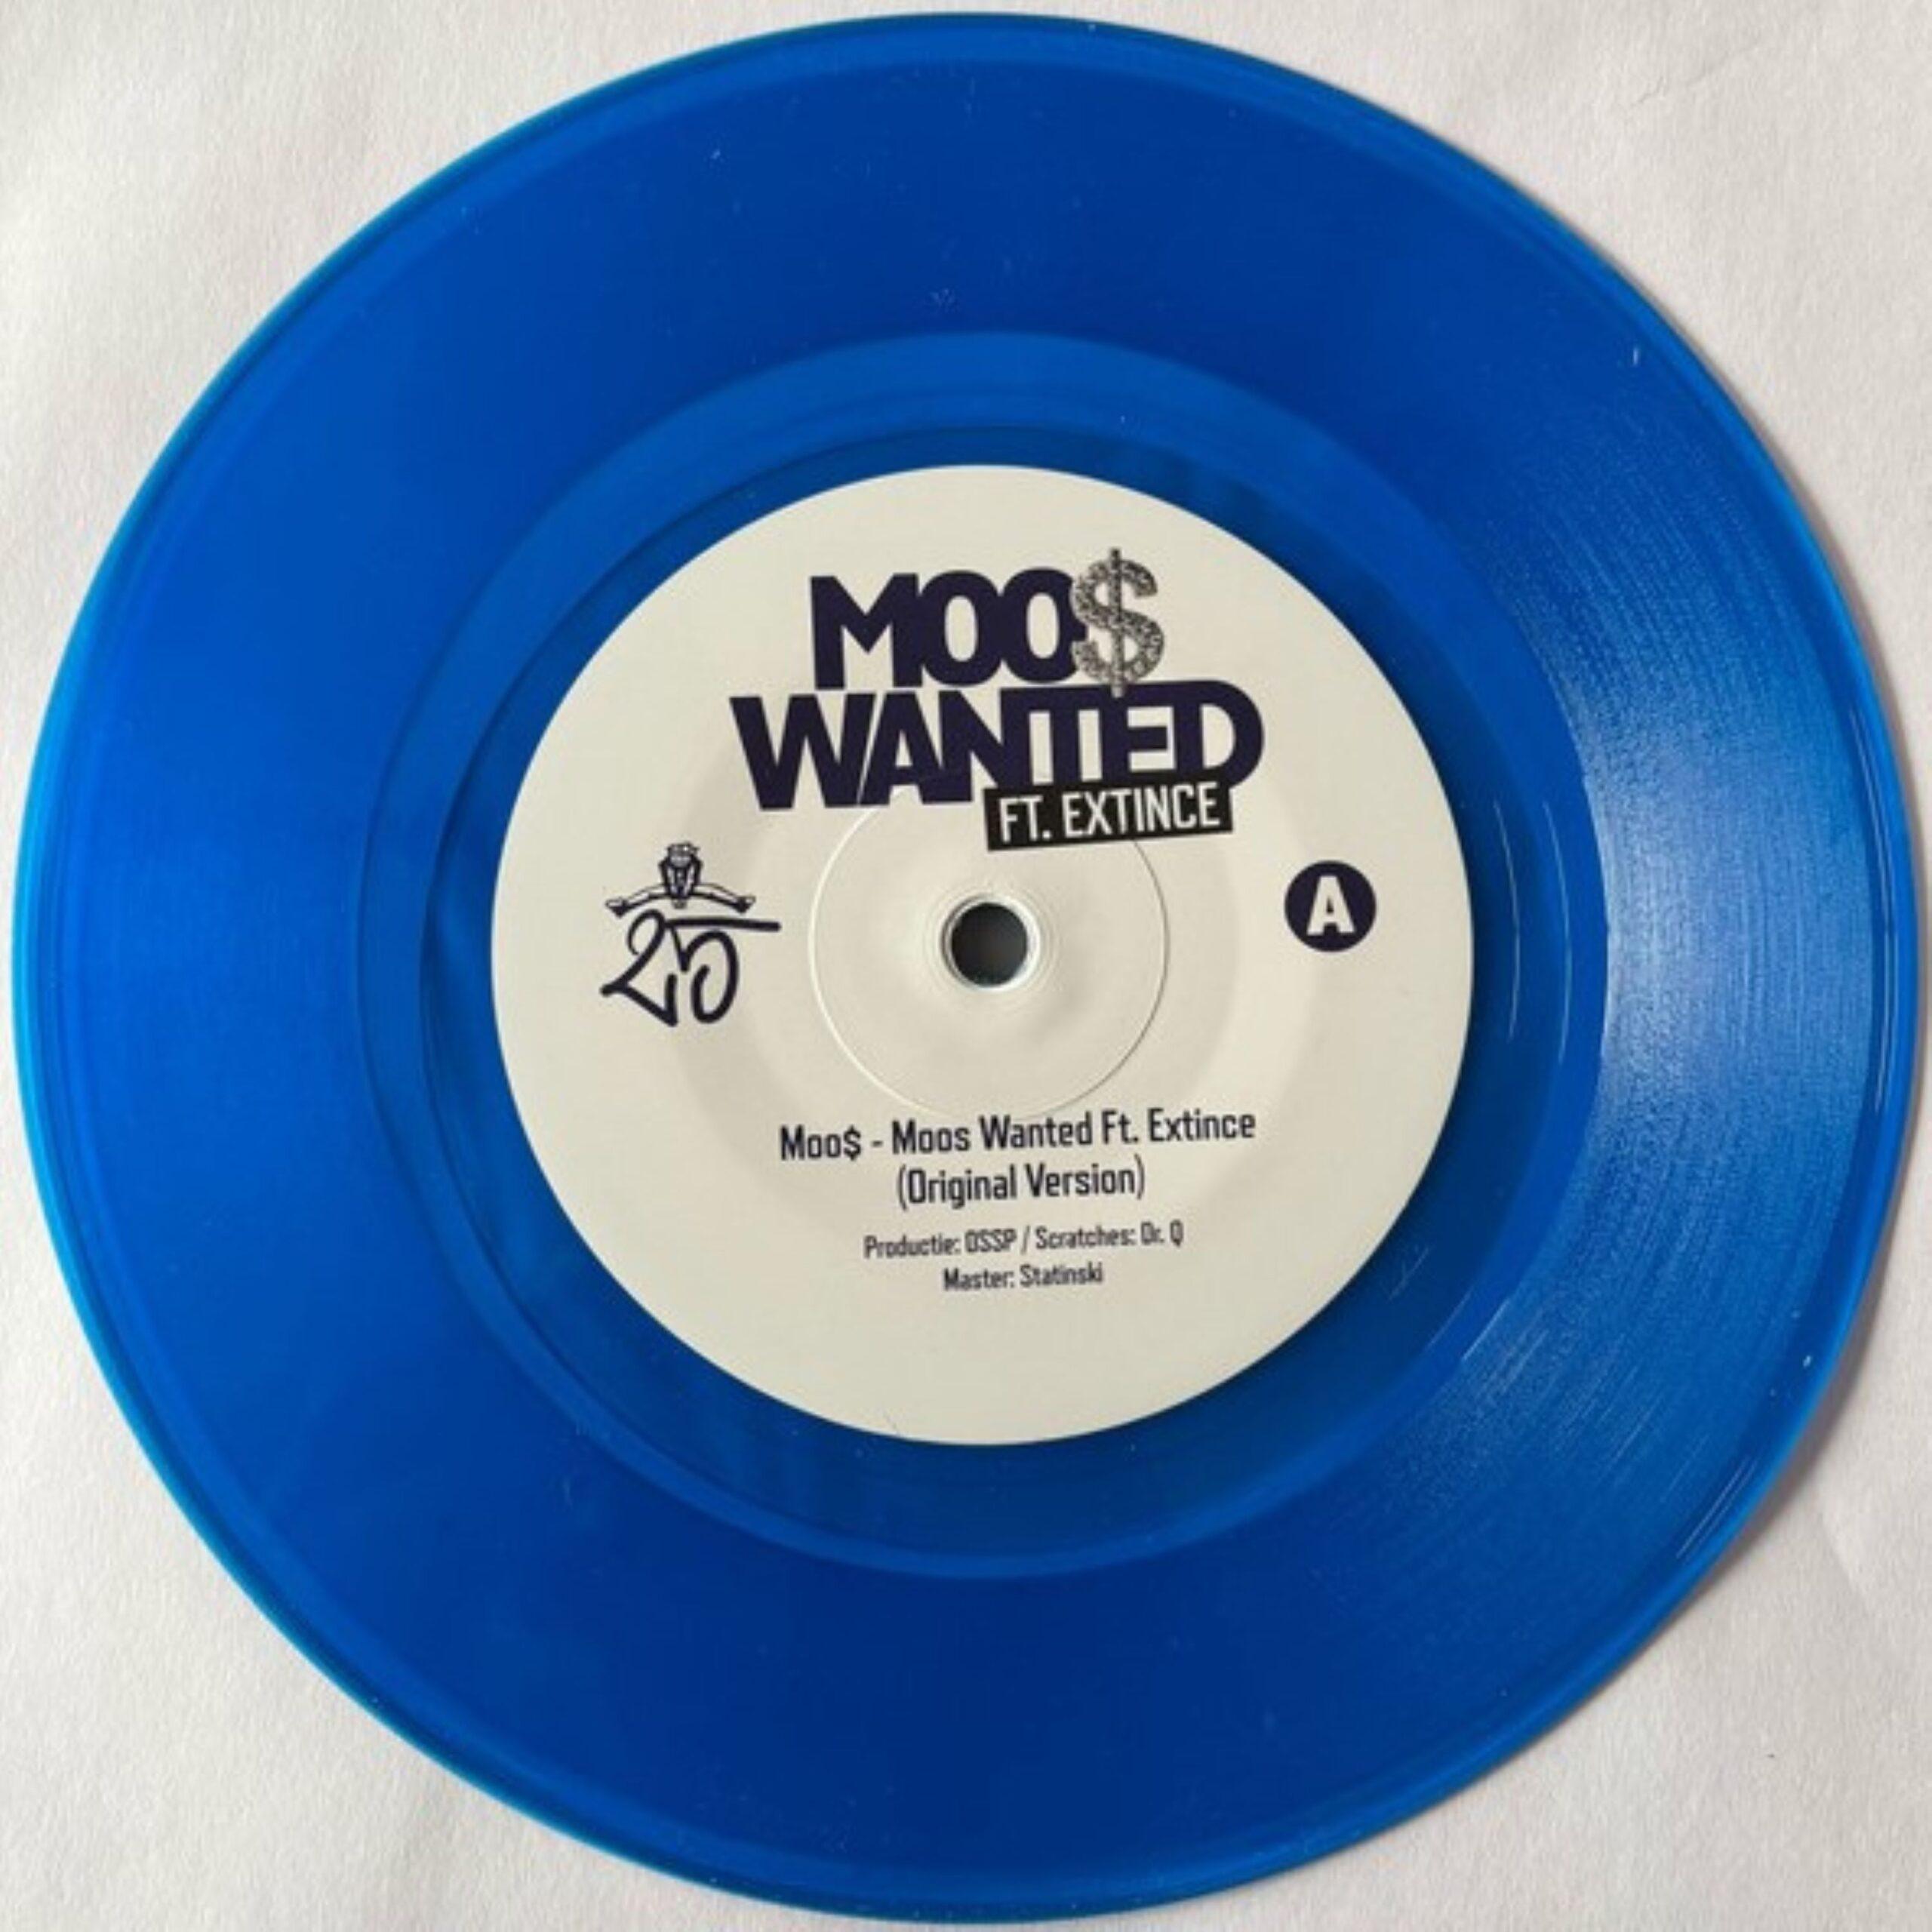 MOO$
WANTED
FT. EXTINCE
25
A
Moo$ - Moos Wanted Ft. Extince
(Original Version)
Productie: OSSP / Scratches: Dr. Q
Master: Statinski